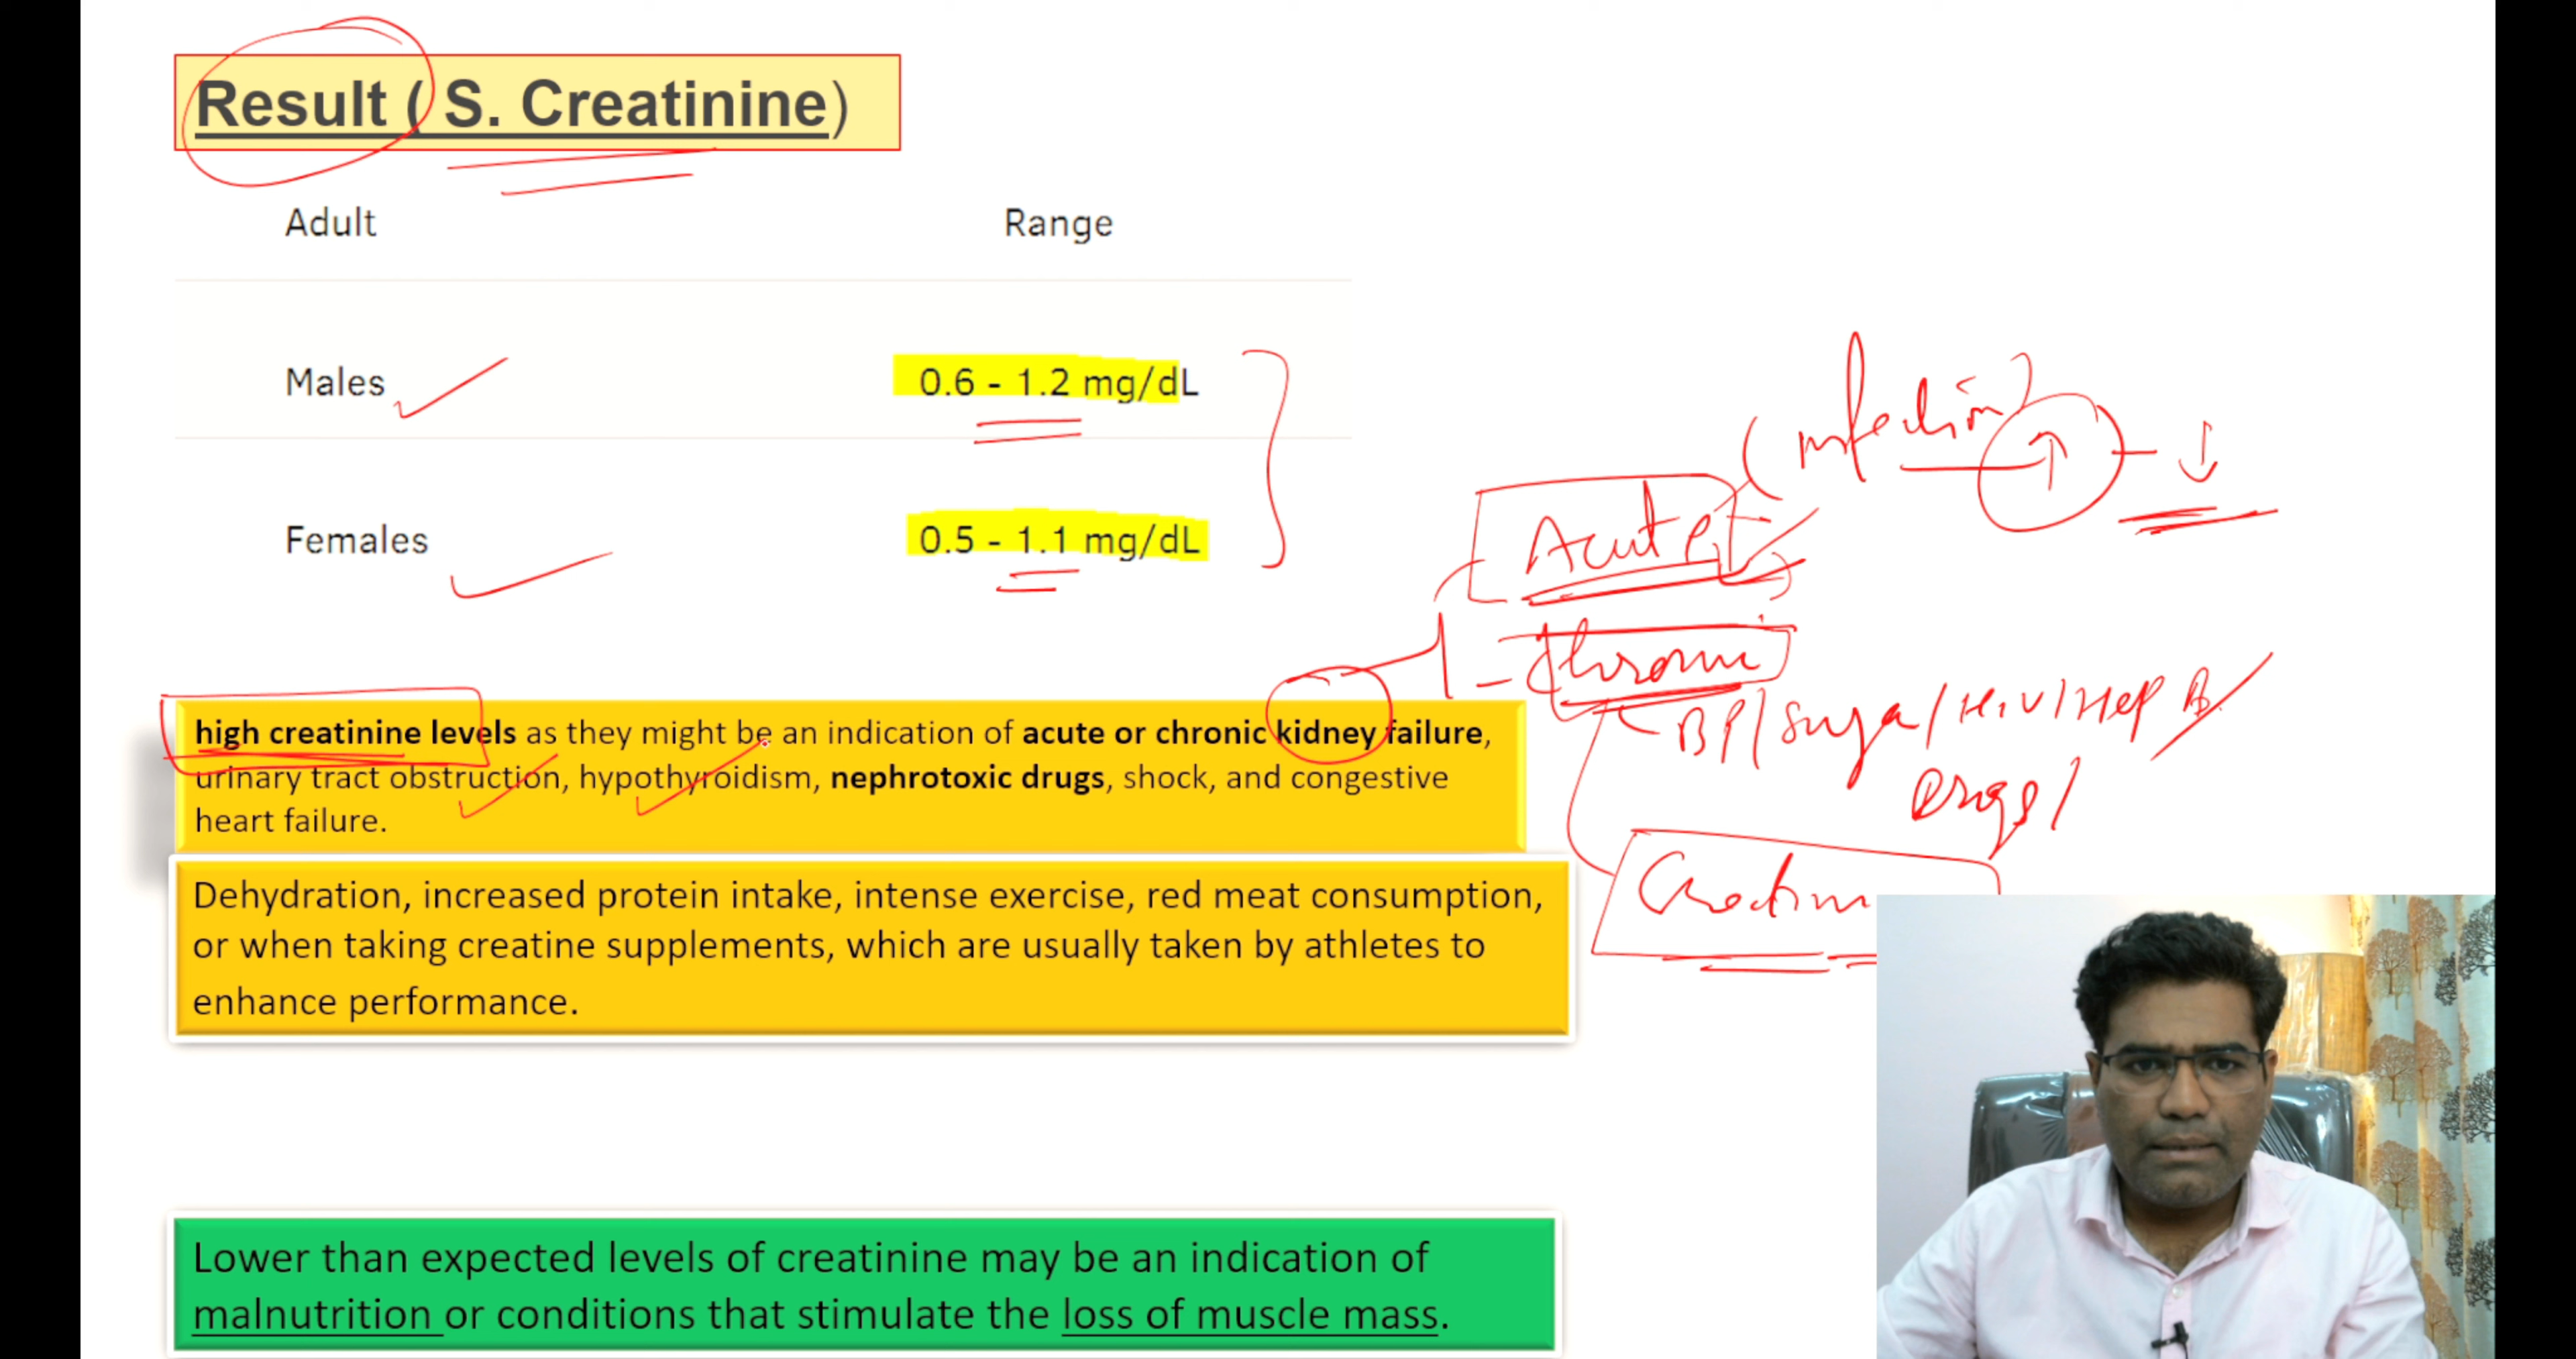 Result ( S. Creatinine)
Adult Range
Males 0.6 - 1.2 mg/dL
Females 0.5 - 1.1 mg/dL
(infection)
Acute
Chronic
BP/Suga/H.I.V/Hep B
Drugs/
high creatinine levels as they might be an indication of acute or chronic kidney failure,
urinary tract obstruction, hypothyroidism, nephrotoxic drugs, shock, and congestive
heart failure.
Dehydration, increased protein intake, intense exercise, red meat consumption,
or when taking creatine supplements, which are usually taken by athletes to
enhance performance.
Lower than expected levels of creatinine may be an indication of
malnutrition or conditions that stimulate the loss of muscle mass.